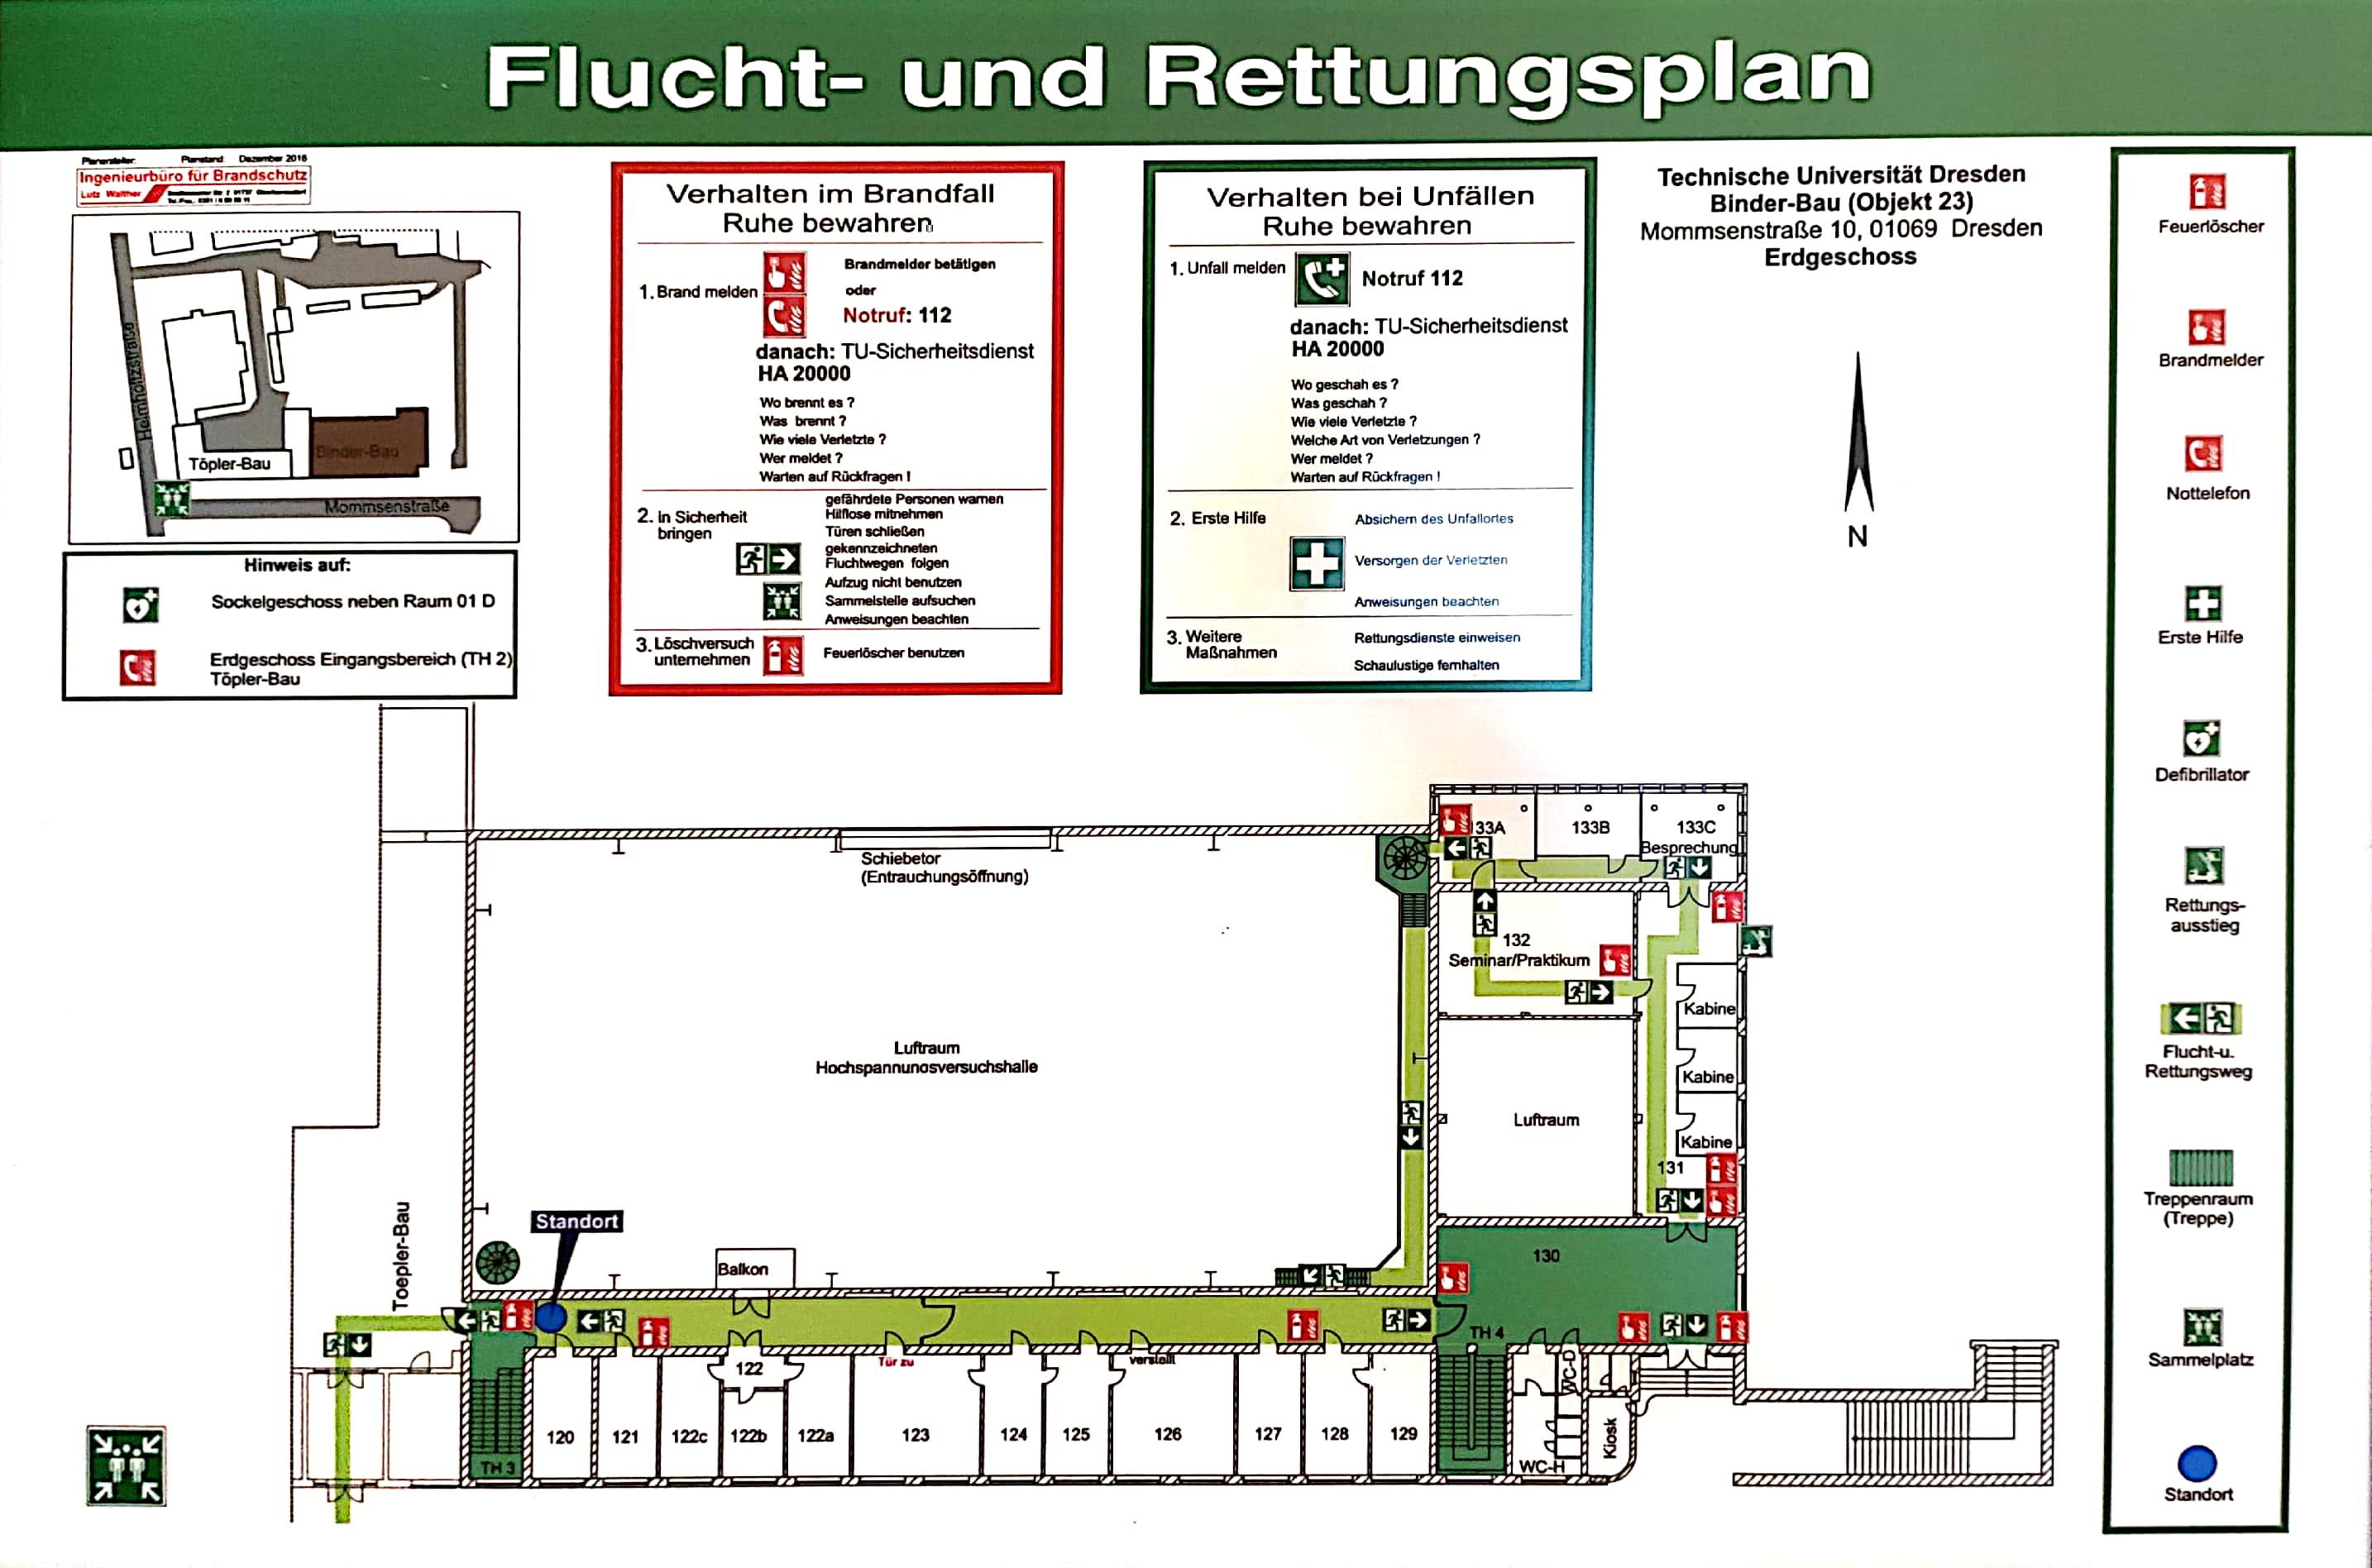 Flucht- und Rettungsplan
Planersteller: Planstand: Dezember 2016
Ingenieurbüro für Brandschutz
Lutz Walther
Helmholtzstraße
Töpler-Bau
Binder-Bau
Mommsenstraße
Hinweis auf:
Sockelgeschoss neben Raum 01 D
Erdgeschoss Eingangsbereich (TH 2)
Töpler-Bau
Verhalten im Brandfall
Ruhe bewahren
1. Brand melden
Brandmelder betätigen
oder
Notruf: 112
danach: TU-Sicherheitsdienst
HA 20000
Wo brennt es ?
Was brennt ?
Wie viele Verletzte ?
Wer meldet ?
Warten auf Rückfragen !
2. In Sicherheit
bringen
gefährdete Personen warnen
Hilflose mitnehmen
Türen schließen
gekennzeichneten
Fluchtwegen folgen
Aufzug nicht benutzen
Sammelstelle aufsuchen
Anweisungen beachten
3. Löschversuch
unternehmen
Feuerlöscher benutzen
Verhalten bei Unfällen
Ruhe bewahren
1. Unfall melden
Notruf 112
danach: TU-Sicherheitsdienst
HA 20000
Wo geschah es ?
Was geschah ?
Wie viele Verletzte ?
Welche Art von Verletzungen ?
Wer meldet ?
Warten auf Rückfragen !
2. Erste Hilfe
Absichern des Unfallortes
Versorgen der Verletzten
Anweisungen beachten
3. Weitere
Maßnahmen
Rettungsdienste einweisen
Schaulustige fernhalten
Technische Universität Dresden
Binder-Bau (Objekt 23)
Mommsenstraße 10, 01069 Dresden
Erdgeschoss
N
Feuerlöscher
Brandmelder
Nottelefon
Erste Hilfe
Defibrillator
Rettungs-
ausstieg
Flucht-u.
Rettungsweg
Treppenraum
(Treppe)
Sammelplatz
Standort
133A
133B
133C
Besprechung
Schiebetor
(Entrauchungsöffnung)
132
Seminar/Praktikum
Kabine
Kabine
Kabine
Luftraum
Hochspannungsversuchshalle
Luftraum
131
Toepler-Bau
Standort
Balkon
130
TH 4
Tür zu
verstellt
122
120
121
122c
122b
122a
123
124
125
126
127
128
129
TH 3
WC-D
WC-H
Kiosk